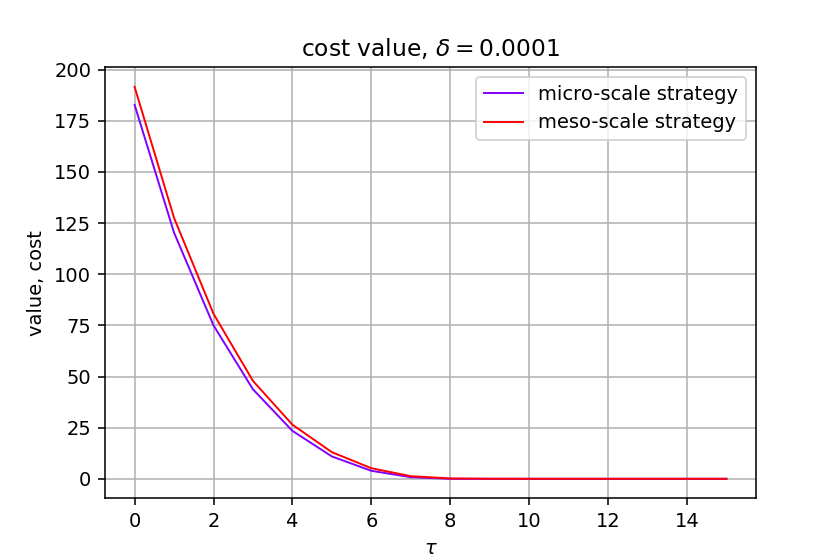 cost value, δ = 0.0001
micro-scale strategy
meso-scale strategy
value, cost
200
175
150
125
100
75
50
25
0
0 2 4 6 8 10 12 14
τ